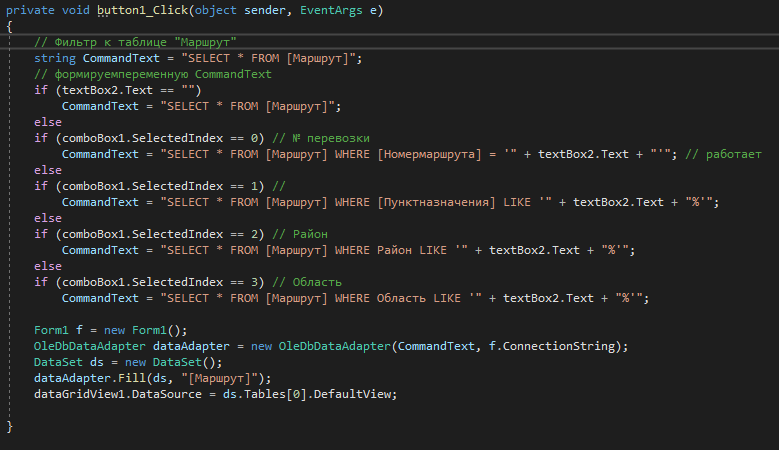 private void button1_Click(object sender, EventArgs e)
{
    // Фильтр к таблице "Маршрут"
    string CommandText = "SELECT * FROM [Маршрут]";
    // формируемпеременную CommandText
    if (textBox2.Text == "")
        CommandText = "SELECT * FROM [Маршрут]";
    else
    if (comboBox1.SelectedIndex == 0) // № перевозки
        CommandText = "SELECT * FROM [Маршрут] WHERE [Номермаршрута] = '" + textBox2.Text + "'"; // работает
    else
    if (comboBox1.SelectedIndex == 1) //
        CommandText = "SELECT * FROM [Маршрут] WHERE [Пунктназначения] LIKE '" + textBox2.Text + "%'";
    else
    if (comboBox1.SelectedIndex == 2) // Район
        CommandText = "SELECT * FROM [Маршрут] WHERE Район LIKE '" + textBox2.Text + "%'";
    else
    if (comboBox1.SelectedIndex == 3) // Область
        CommandText = "SELECT * FROM [Маршрут] WHERE Область LIKE '" + textBox2.Text + "%'";

    Form1 f = new Form1();
    OleDbDataAdapter dataAdapter = new OleDbDataAdapter(CommandText, f.ConnectionString);
    DataSet ds = new DataSet();
    dataAdapter.Fill(ds, "[Маршрут]");
    dataGridView1.DataSource = ds.Tables[0].DefaultView;

}